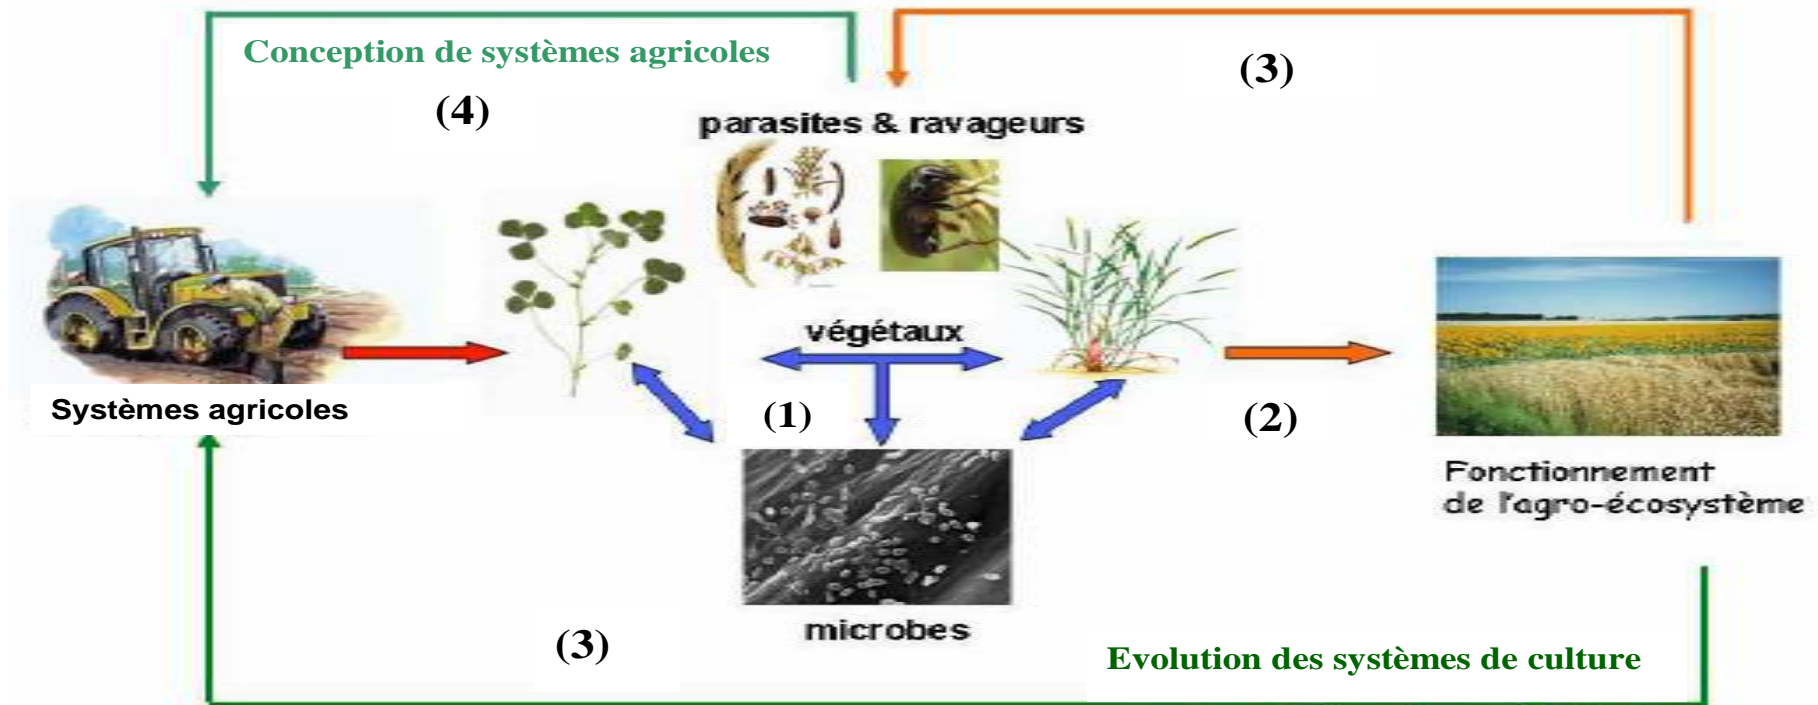 Conception de systèmes agricoles
(3)
(4)
parasites & ravageurs
végétaux
Systèmes agricoles
(1)
(2)
Fonctionnement
de l'agro-écosystème
microbes
(3)
Evolution des systèmes de culture